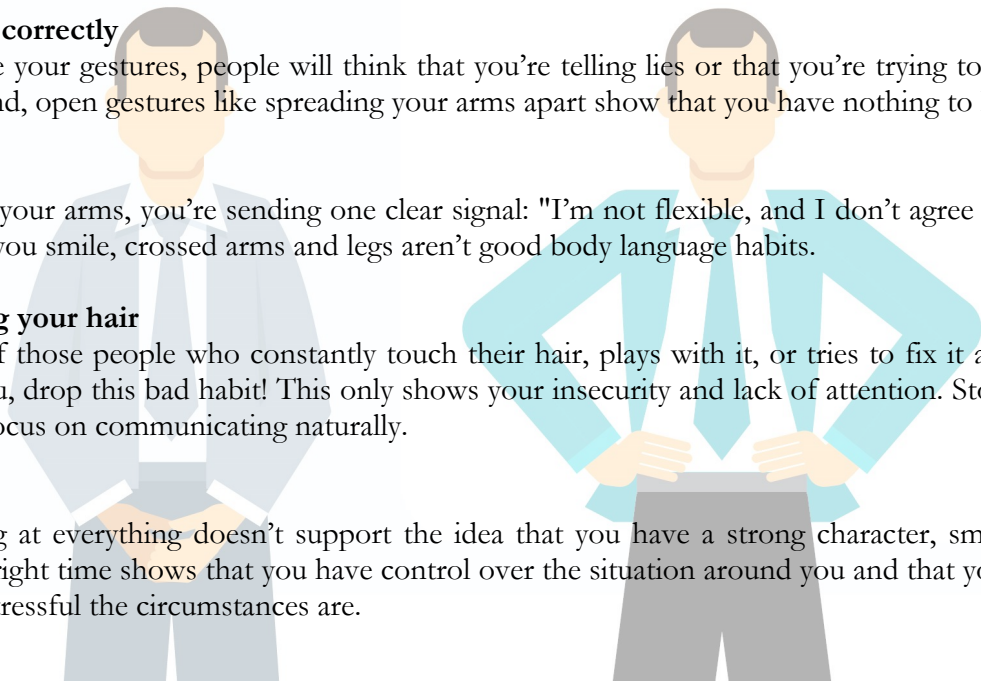 correctly
your gestures, people will think that you’re telling lies or that you’re trying to
open gestures like spreading your arms apart show that you have nothing to
your arms, you’re sending one clear signal: "I’m not flexible, and I don’t agree
you smile, crossed arms and legs aren’t good body language habits.
your hair
those people who constantly touch their hair, plays with it, or tries to fix it
drop this bad habit! This only shows your insecurity and lack of attention.
on communicating naturally.
at everything doesn’t support the idea that you have a strong character,
right time shows that you have control over the situation around you and that
the circumstances are.